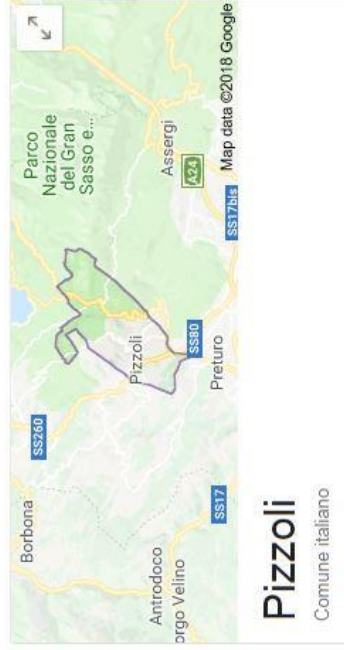 Borbona
SS260
Parco
Nazionale
del Gran
Sasso e...
Pizzoli
Assergi
A24
Antrodoco
orgo Velino
SS17
Preturo
SS80
SS17bis
Map data ©2018 Google
Pizzoli
Comune italiano